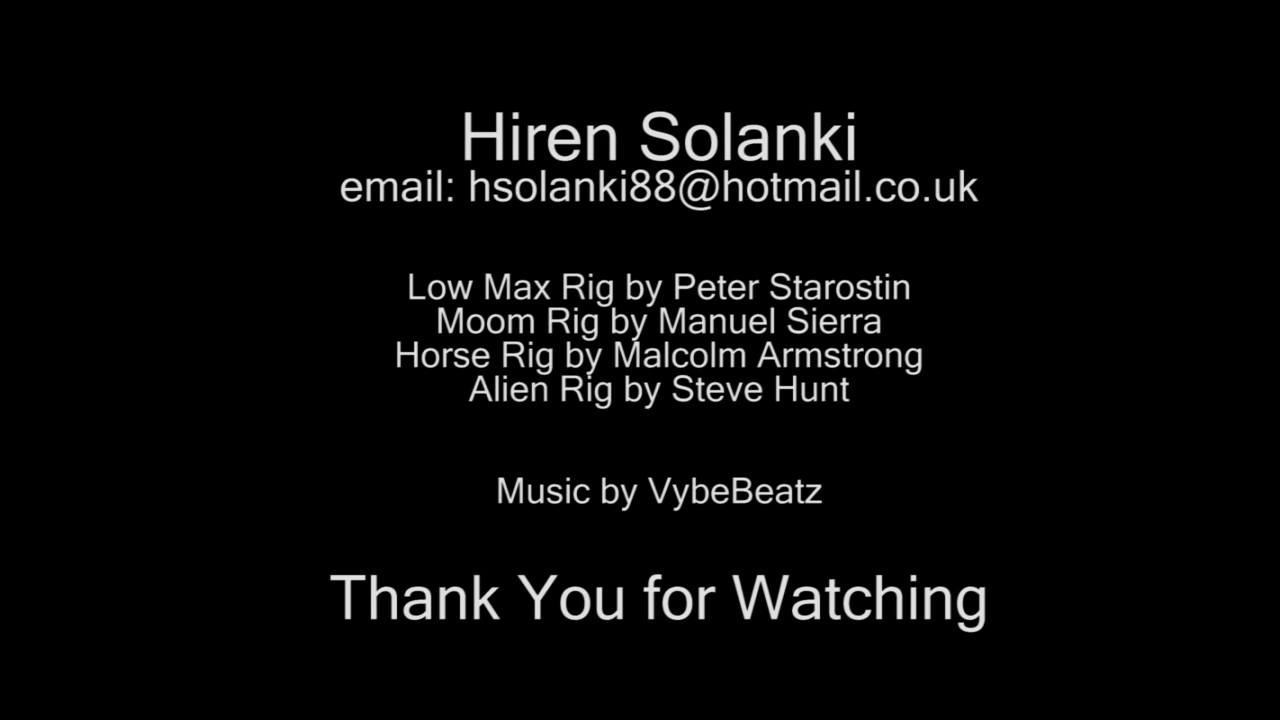 Hiren Solanki
email: hsolanki88@hotmail.co.uk
Low Max Rig by Peter Starostin
Moom Rig by Manuel Sierra
Horse Rig by Malcolm Armstrong
Alien Rig by Steve Hunt
Music by VybeBeatz
Thank You for Watching